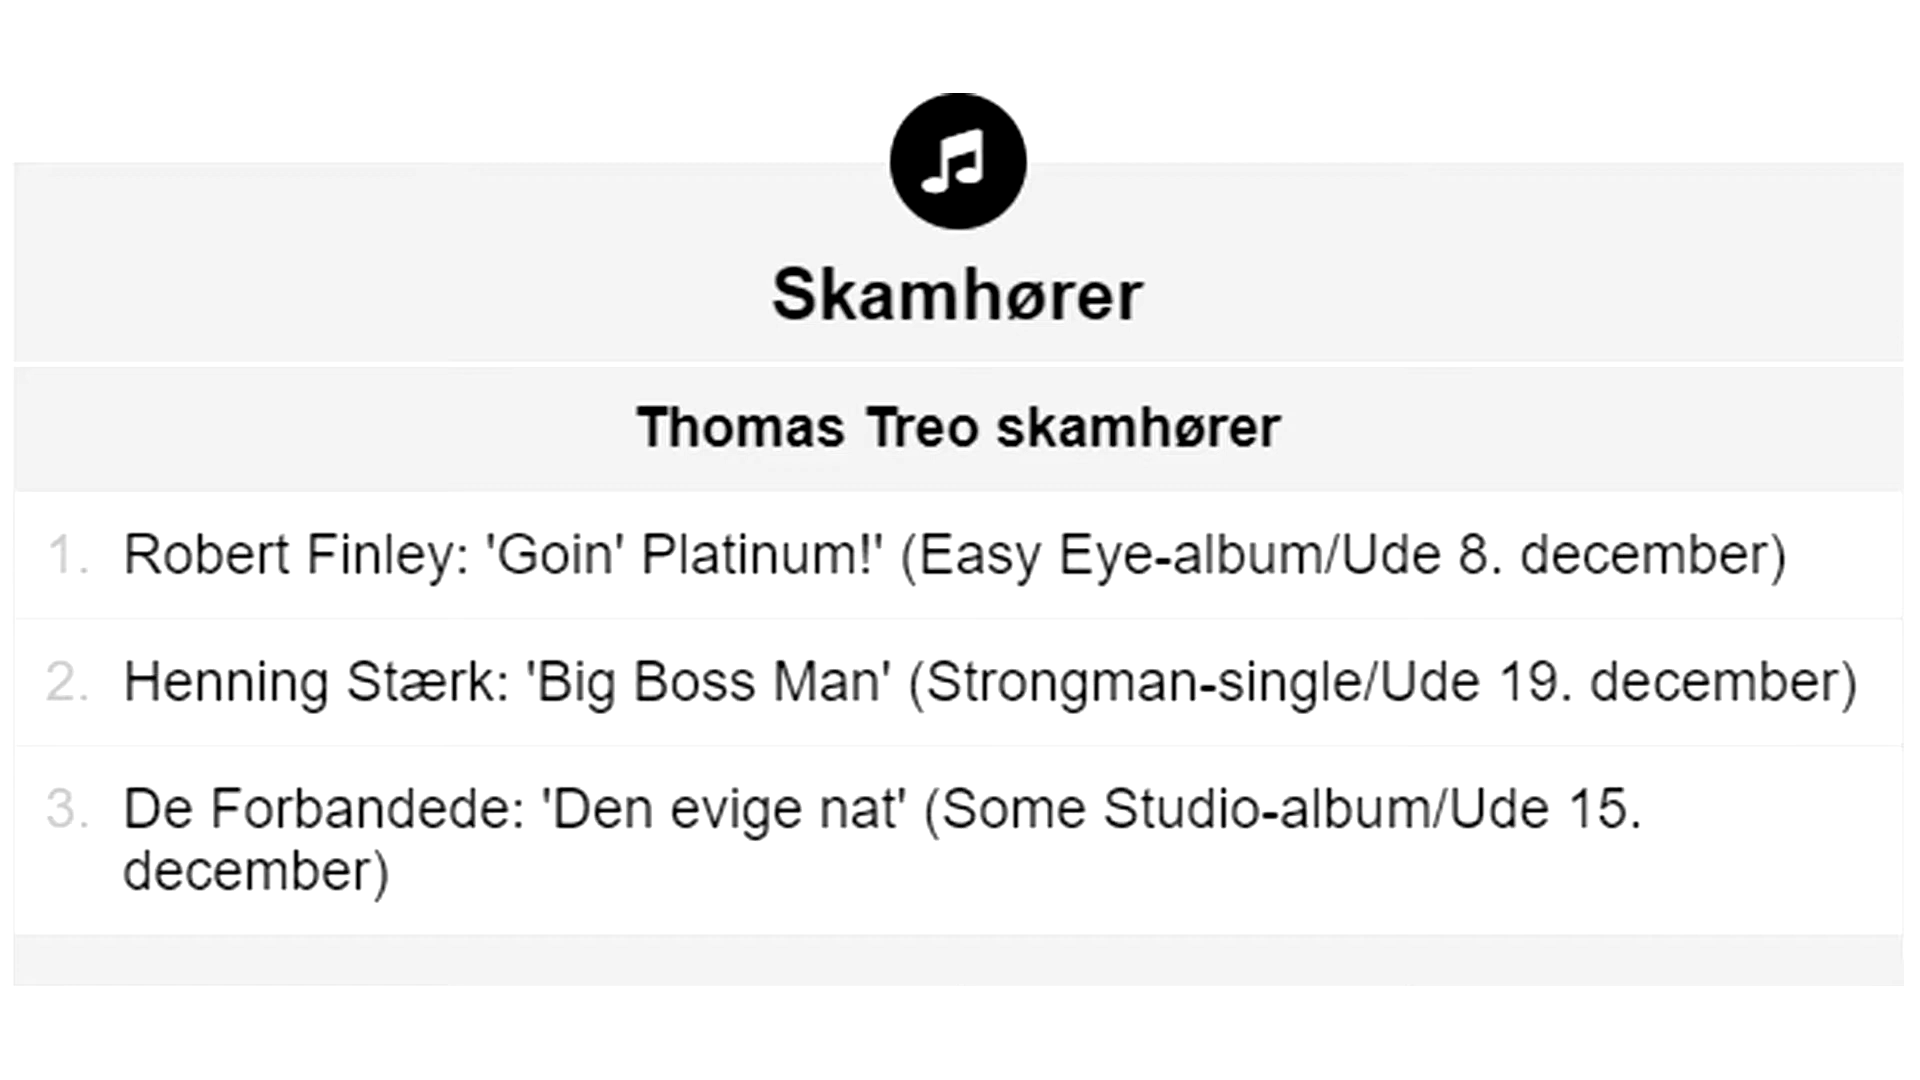 Skamhører
Thomas Treo skamhører
1. Robert Finley: 'Goin' Platinum!' (Easy Eye-album/Ude 8. december)
2. Henning Stærk: 'Big Boss Man' (Strongman-single/Ude 19. december)
3. De Forbandede: 'Den evige nat' (Some Studio-album/Ude 15.
december)